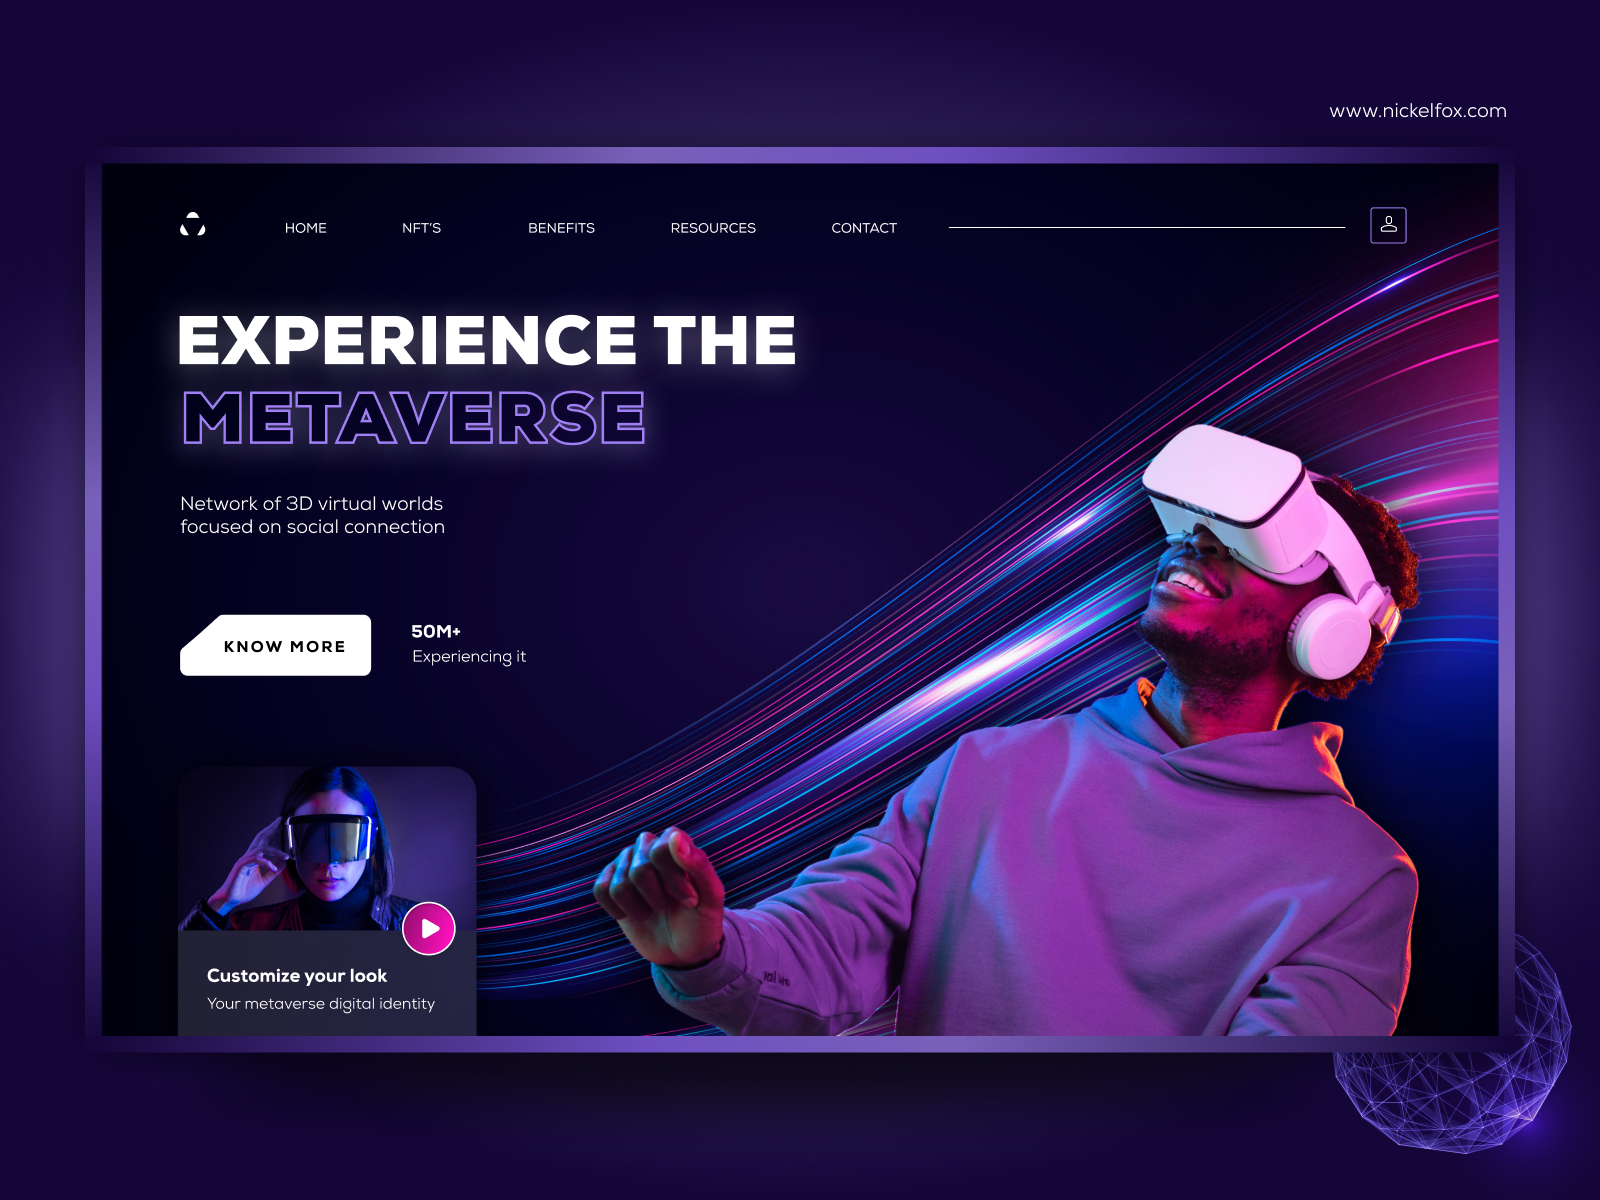 www.nickelfox.com
HOME NFT'S BENEFITS RESOURCES CONTACT
EXPERIENCE THE
METAVERSE
Network of 3D virtual worlds
focused on social connection
KNOW MORE
50M+
Experiencing it
Customize your look
Your metaverse digital identity